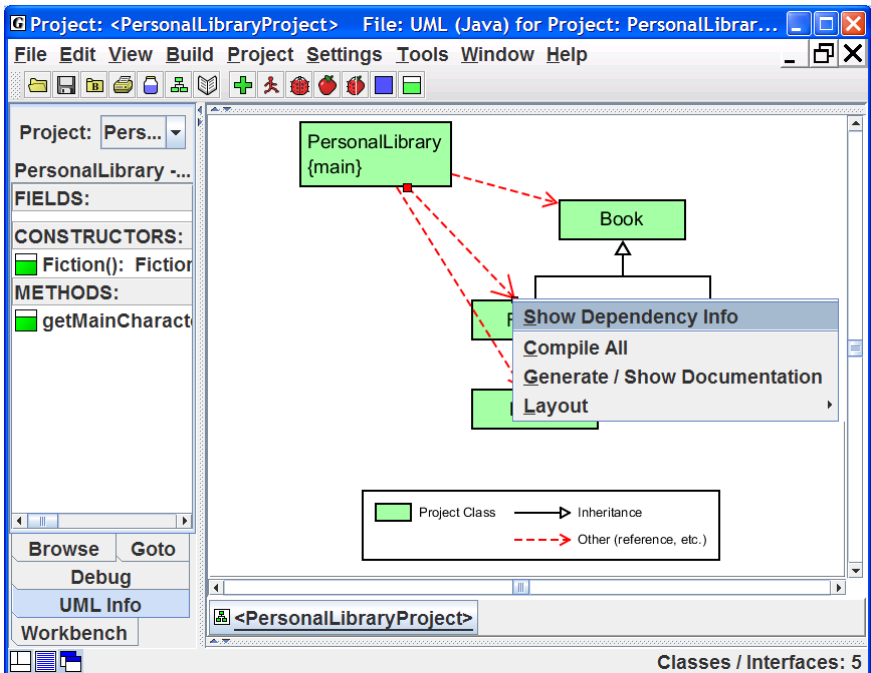 Project: <PersonalLibraryProject> File: UML (Java) for Project: PersonalLibrar...
File Edit View Build Project Settings Tools Window Help
Project: Pers...
PersonalLibrary -...
FIELDS:
CONSTRUCTORS:
Fiction(): Fiction
METHODS:
getMainCharact
Browse Goto
Debug
UML Info
Workbench
PersonalLibrary
{main}
Book
F
Show Dependency Info
Compile All
Generate / Show Documentation
Layout
Project Class Inheritance
Other (reference, etc.)
<PersonalLibraryProject>
Classes / Interfaces: 5